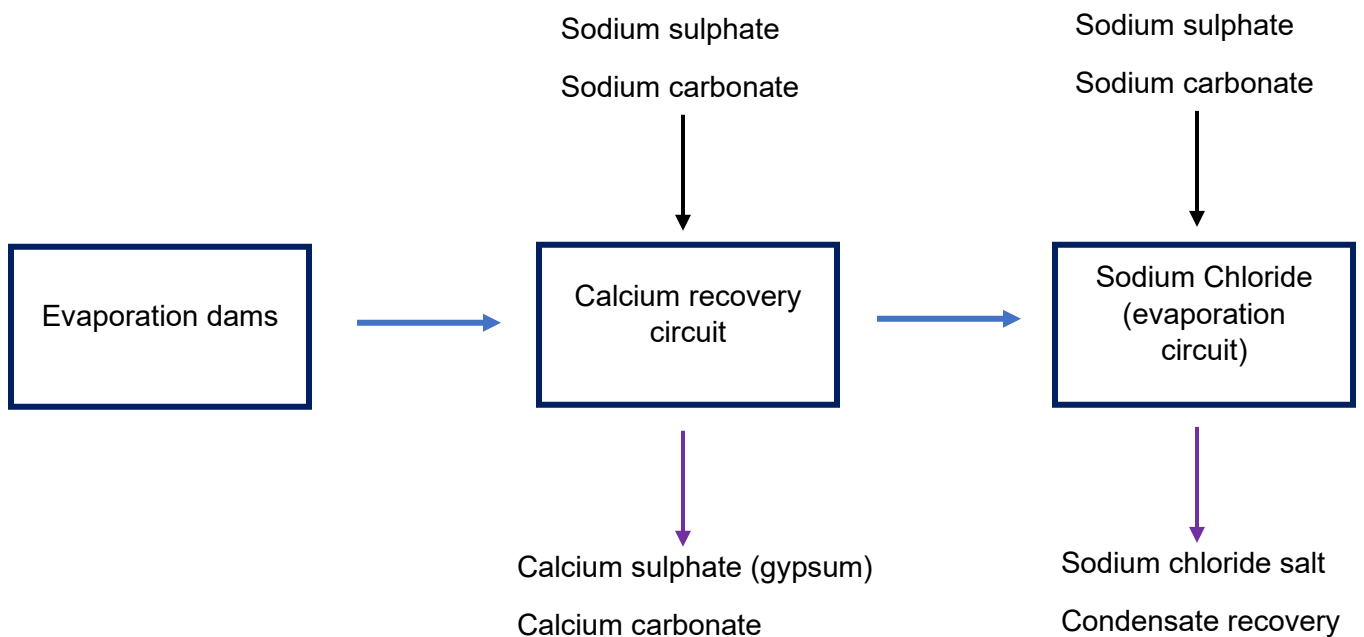 Sodium sulphate
Sodium carbonate
Sodium sulphate
Sodium carbonate
Evaporation dams
Calcium recovery
circuit
Sodium Chloride
(evaporation
circuit)
Calcium sulphate (gypsum)
Calcium carbonate
Sodium chloride salt
Condensate recovery